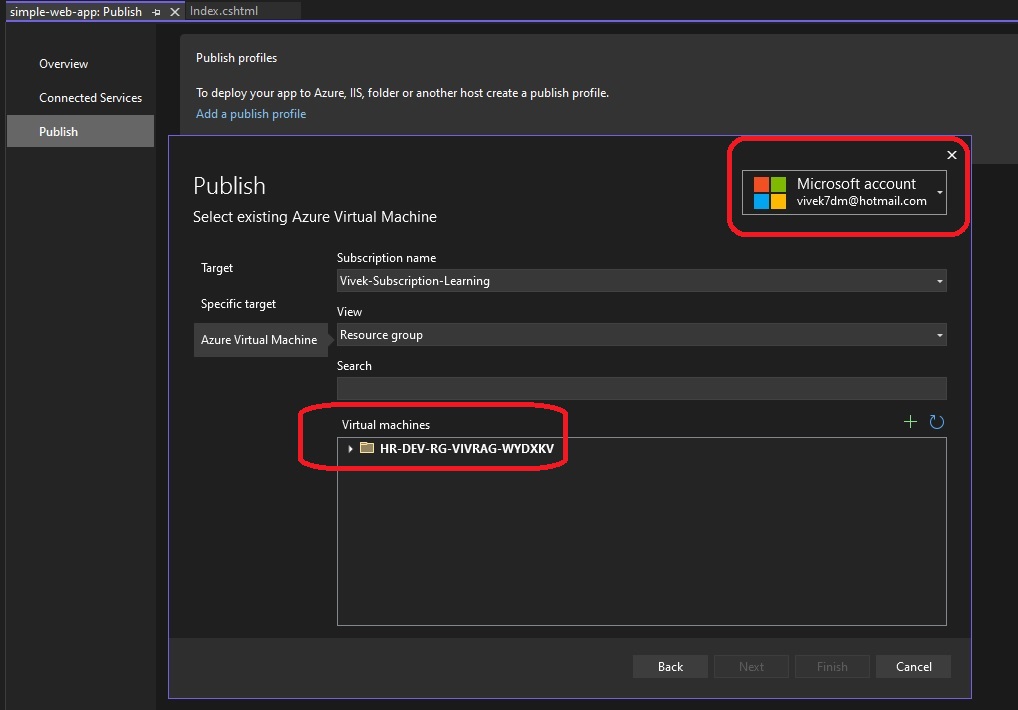 simple-web-app: Publish
Index.cshtml
Overview
Connected Services
Publish
Publish profiles
To deploy your app to Azure, IIS, folder or another host create a publish profile.
Add a publish profile
Publish
Select existing Azure Virtual Machine
Microsoft account
vivek7dm@hotmail.com
Target
Specific target
Azure Virtual Machine
Subscription name
Vivek-Subscription-Learning
View
Resource group
Search
Virtual machines
HR-DEV-RG-VIVRAG-WYDXKV
Back
Next
Finish
Cancel